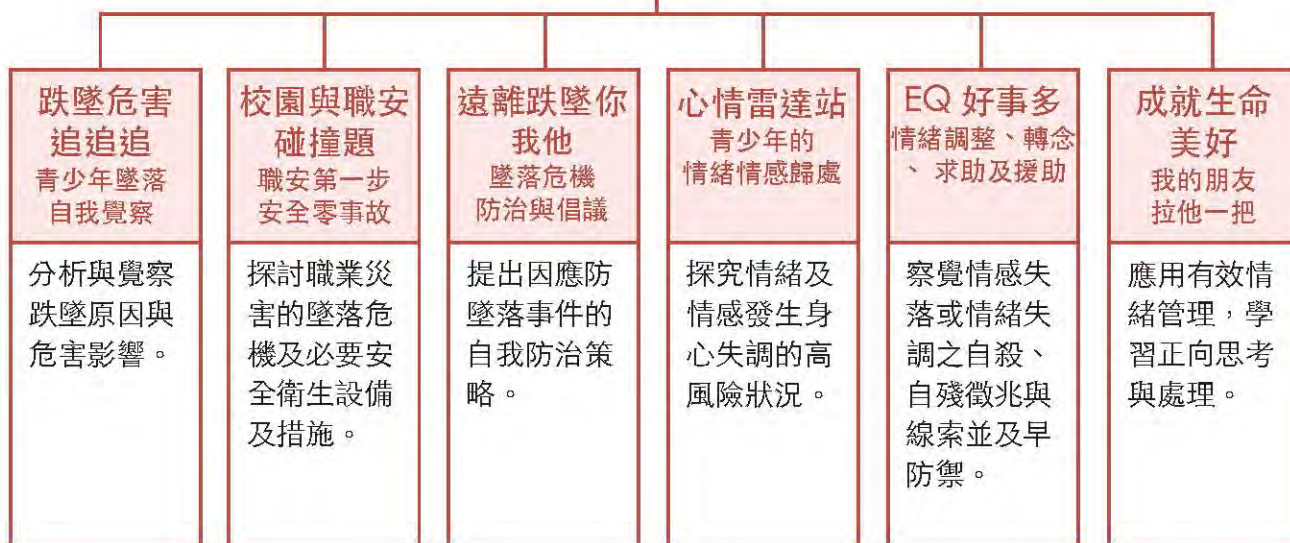 跌墜危害
追追追
青少年墜落
自我覺察
分析與覺察
跌墜原因與
危害影響。
校園與職安
碰撞題
職安第一步
安全零事故
探討職業災
害的墜落危
機及必要安
全衛生設備
及措施。
遠離跌墜你
我他
墜落危機
防治與倡議
提出因應防
墜落事件的
自我防治策
略。
心情雷達站
青少年的
情緒情感歸處
探究情緒及
情感發生身
心失調的高
風險狀況。
EQ 好事多
情緒調整、轉念
、 求助及援助
察覺情感失
落或情緒失
調之自殺、
自殘徵兆與
線索並及早
防禦。
成就生命
美好
我的朋友
拉他一把
應用有效情
緒管理，學
習正向思考
與處理。